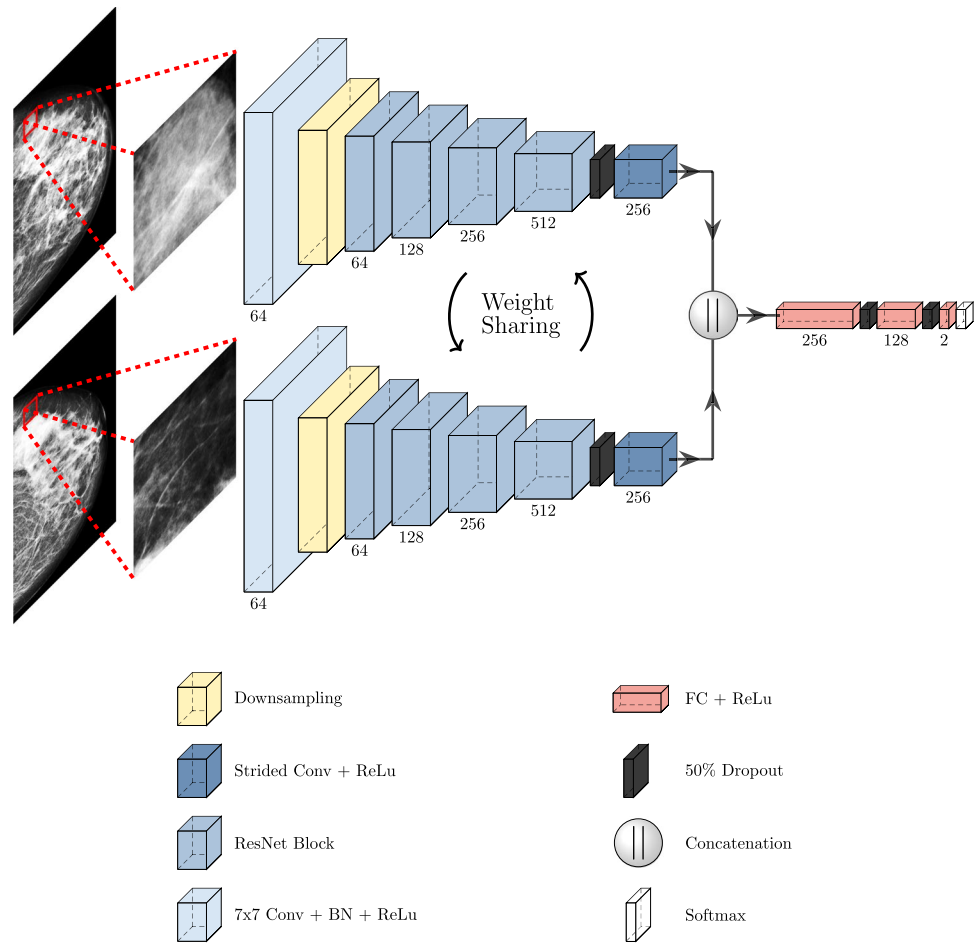 64
64
128
256
512
256
Weight
Sharing
256
128
2
64
64
128
256
512
256
Downsampling
FC + ReLu
Strided Conv + ReLu
50% Dropout
ResNet Block
Concatenation
7x7 Conv + BN + ReLu
Softmax